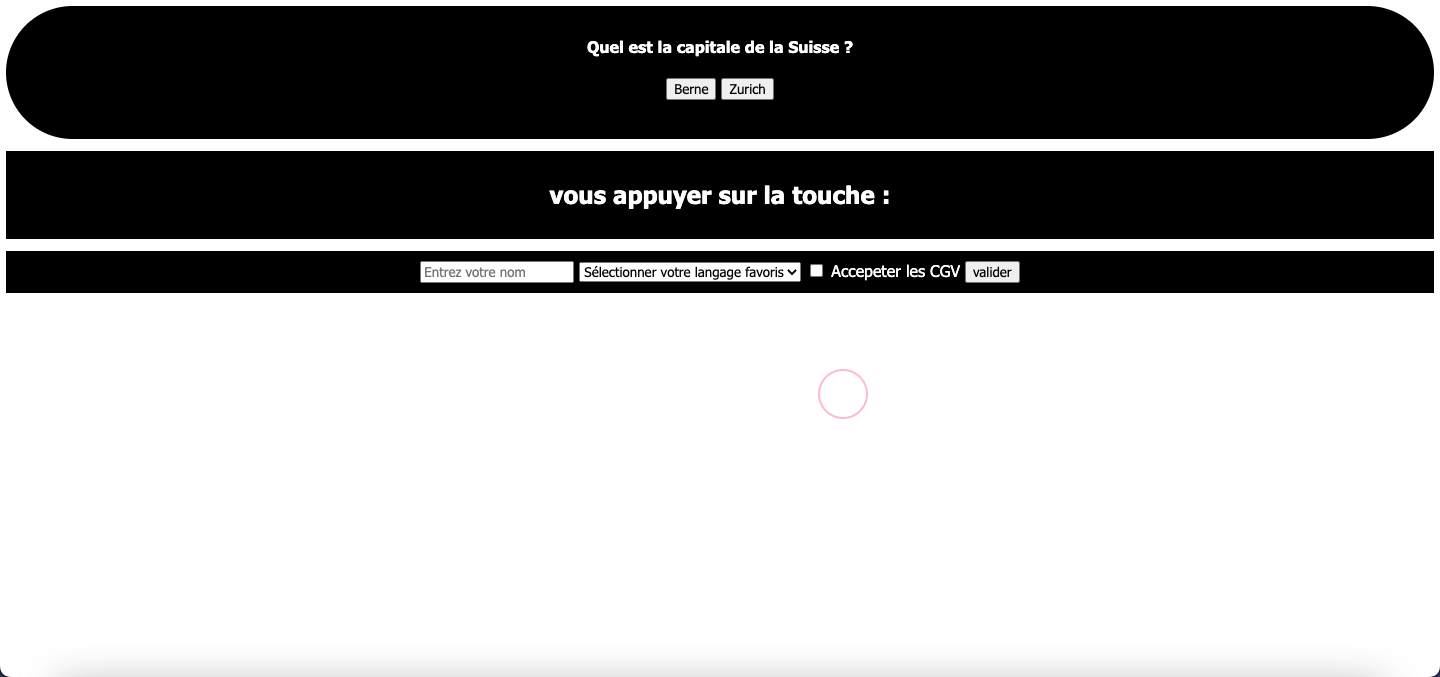 Quel est la capitale de la Suisse ?
Berne Zurich
vous appuyer sur la touche :
Entrez votre nom Sélectionner votre langage favoris Accepeter les CGV valider